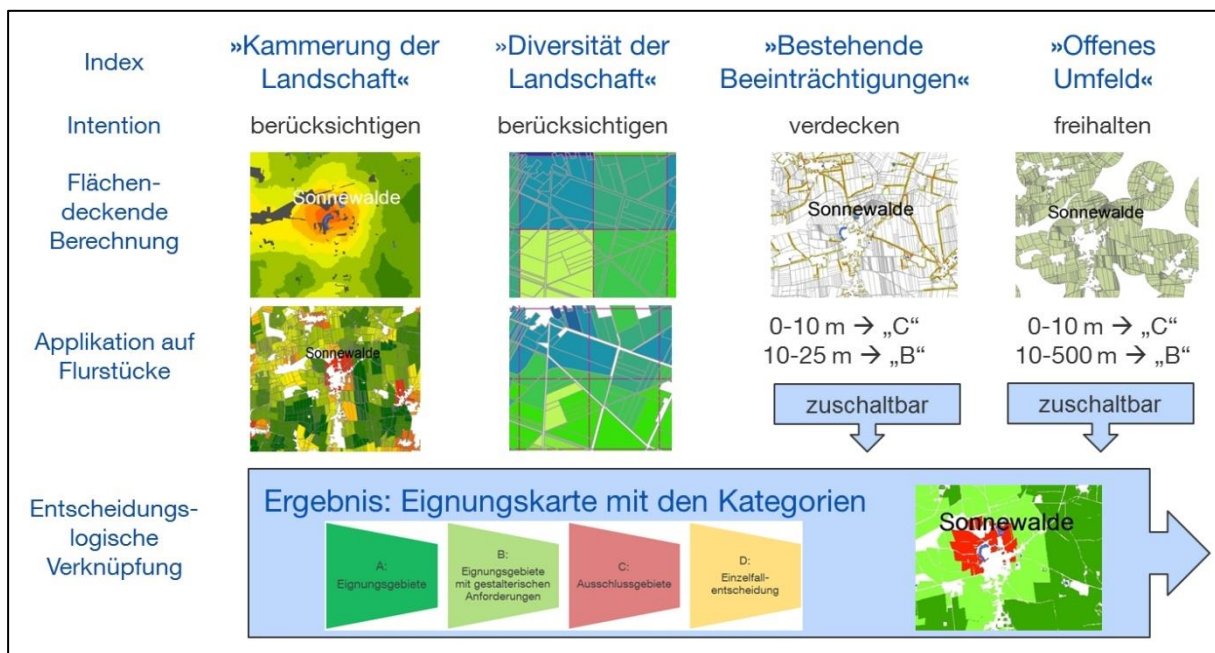 Index
»Kammerung der
Landschaft«
»Diversität der
Landschaft«
»Bestehende
Beeinträchtigungen«
»Offenes
Umfeld«
Intention
berücksichtigen
berücksichtigen
verdecken
freihalten
Flächen-
deckende
Berechnung
Sonnewalde
Sonnewalde
Sonnewalde
Applikation auf
Flurstücke
Sonnewalde
0-10 m → „C“
10-25 m → „B“
0-10 m → „C“
10-500 m → „B“
zuschaltbar
zuschaltbar
Entscheidungs-
logische
Verknüpfung
Ergebnis: Eignungskarte mit den Kategorien
A:
Eignungsgebiete
B:
Eignungsgebiete
mit gestalterischen
Anforderungen
C:
Ausschlussgebiete
D:
Einzelfall-
entscheidung
Sonnewalde